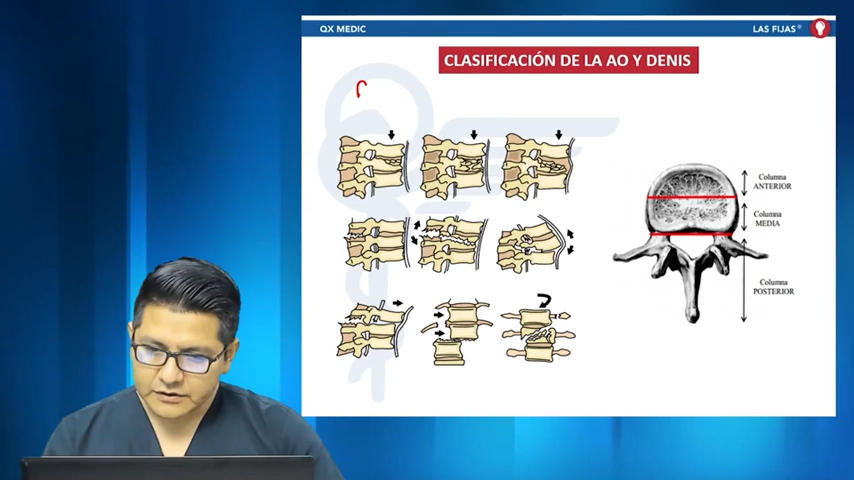 QX MEDIC
LAS FIJAS®
CLASIFICACIÓN DE LA AO Y DENIS
Columna
ANTERIOR
Columna
MEDIA
Columna
POSTERIOR